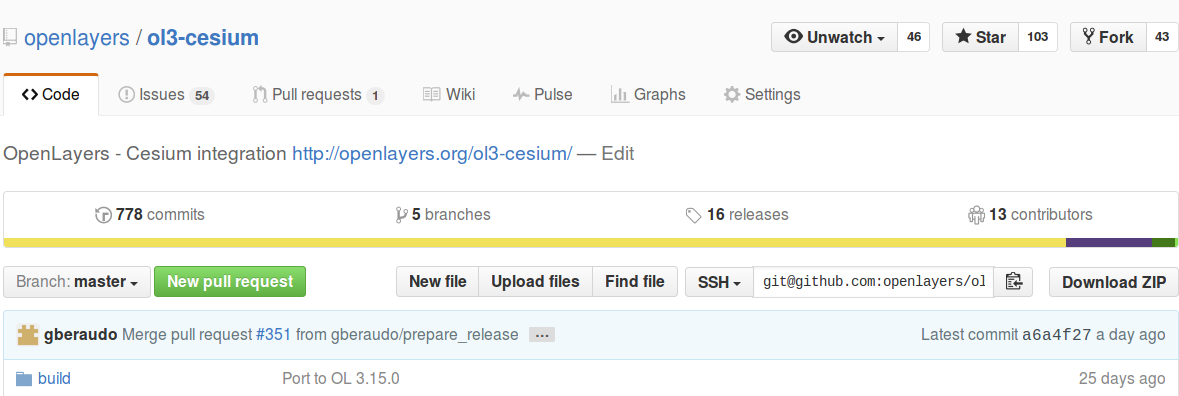 openlayers / ol3-cesium Unwatch 46 Star 103 Fork 43
Code Issues 54 Pull requests 1 Wiki Pulse Graphs Settings
OpenLayers - Cesium integration http://openlayers.org/ol3-cesium/ — Edit
778 commits 5 branches 16 releases 13 contributors
Branch: master New pull request New file Upload files Find file SSH git@github.com:openlayers/ol Download ZIP
gberaudo Merge pull request #351 from gberaudo/prepare_release ... Latest commit a6a4f27 a day ago
build Port to OL 3.15.0 25 days ago